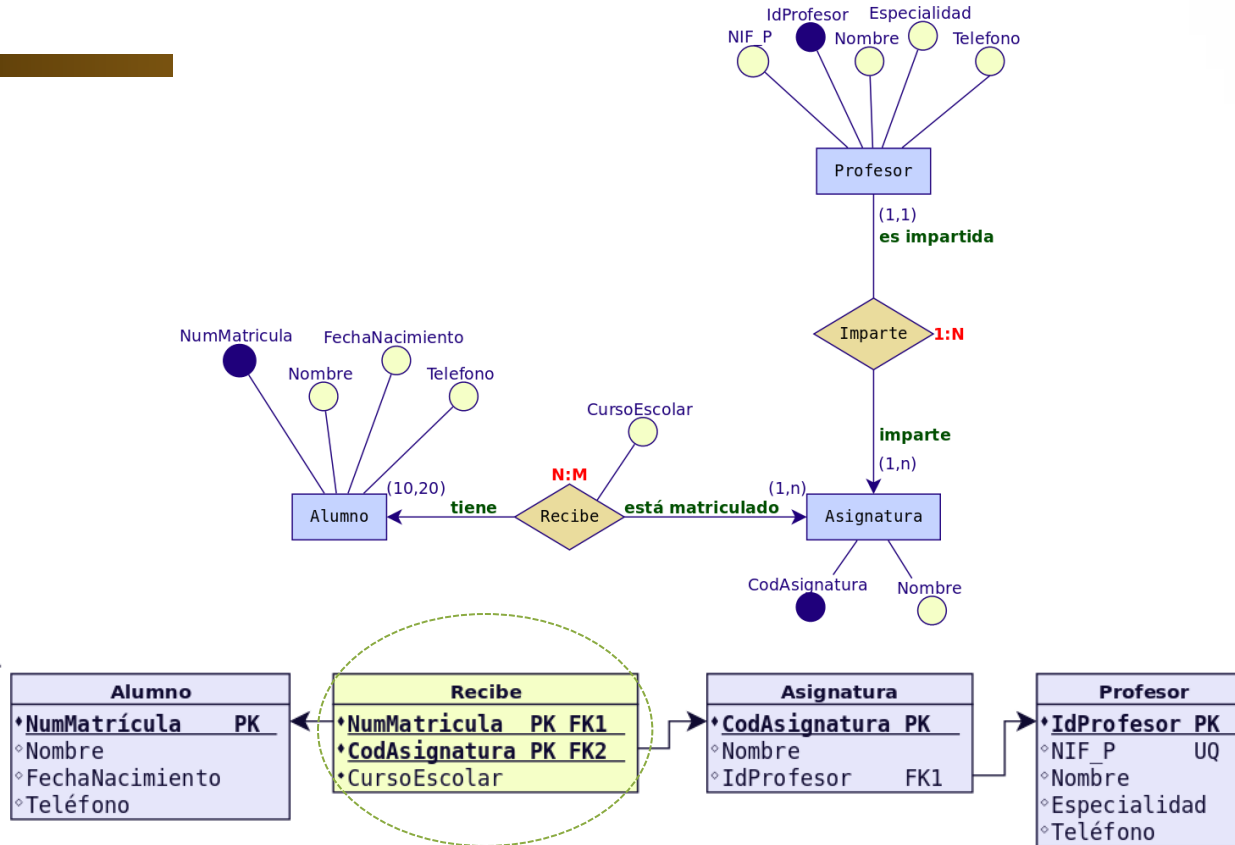 IdProfesor
Especialidad
NIF_P
Nombre
Telefono
Profesor
(1,1)
es impartida
Imparte
1:N
imparte
(1,n)
NumMatricula
FechaNacimiento
Nombre
Telefono
CursoEscolar
N:M
(10,20)
tiene
Alumno
Recibe
está matriculado
(1,n)
Asignatura
CodAsignatura
Nombre
Alumno
NumMatrícula PK
Nombre
FechaNacimiento
Teléfono
Recibe
NumMatricula PK FK1
CodAsignatura PK FK2
CursoEscolar
Asignatura
CodAsignatura PK
Nombre
IdProfesor FK1
Profesor
IdProfesor PK
NIF_P UQ
Nombre
Especialidad
Teléfono